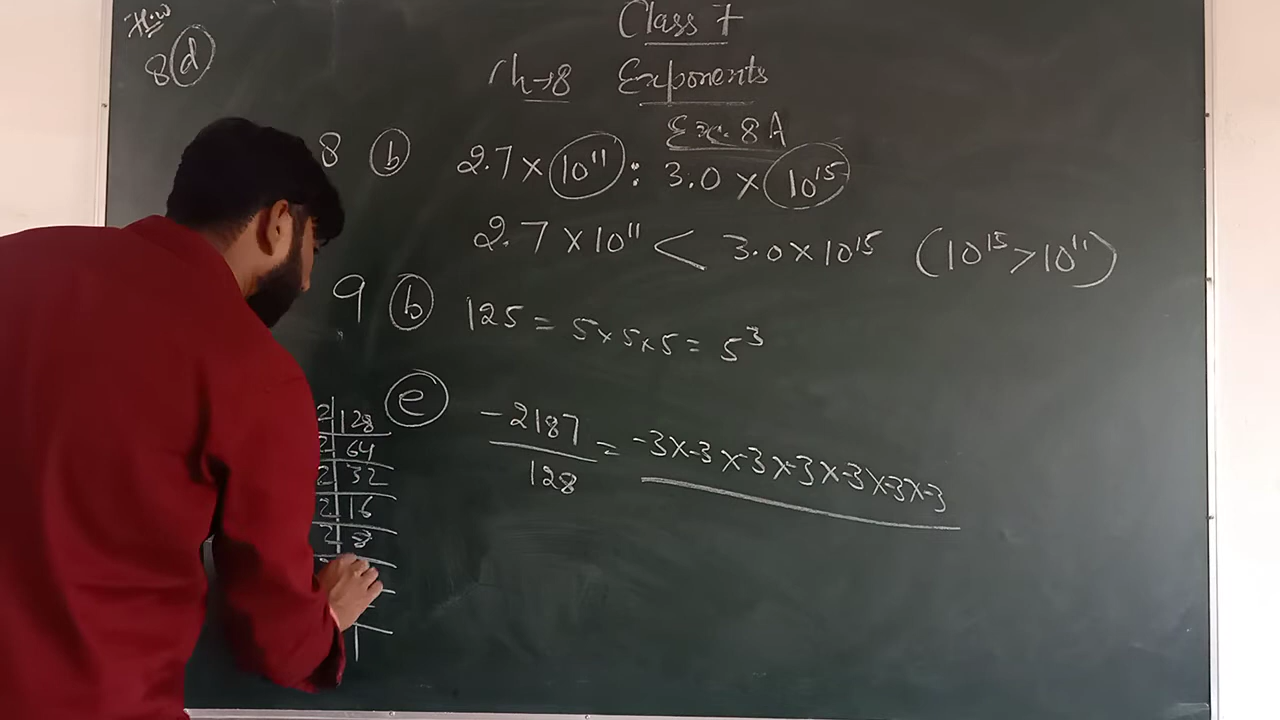 H.W
8 (d)
Class 7
Ch→8 Exponents
Ex. 8A
8 (b) 2.7 × 10¹¹ : 3.0 × 10¹⁵
2.7 × 10¹¹ < 3.0 × 10¹⁵ (10¹⁵ > 10¹¹)
9 (b) 125 = 5×5×5 = 5³
(e) -2187/128 = -3×-3×-3×-3×-3×-3×-3
2|128
2|64
2|32
2|16
2|8
1